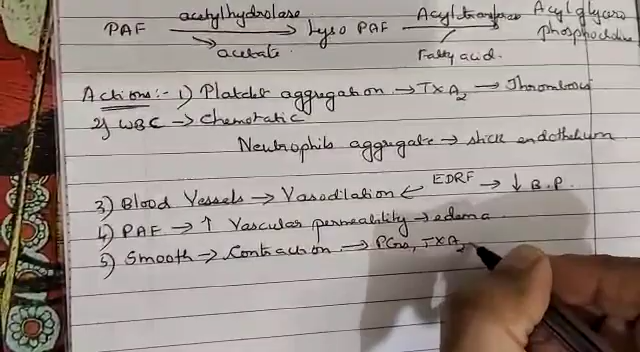 PAF acetylhydrolase → Lyso PAF Acyltransferase → Acylglycero
acetate Fatty acid. phosphocholine
Actions:- 1) Platelet aggregation → TXA2 → Thrombosis
2) WBC → Chemotatic
Neutrophils aggregate → stick endothelium
3) Blood Vessels → Vasodilation ← EDRF → ↓ B.P.
4) PAF → ↑ Vascular permeability → edema.
5) Smooth → Contraction → PGs, TXA2